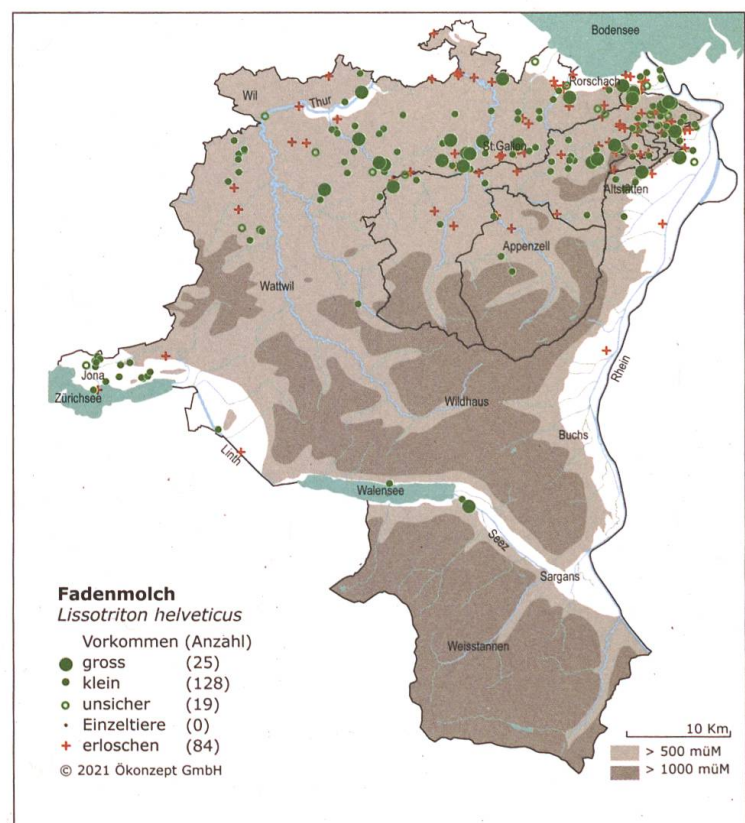 Bodensee
Rorschach
Wil
Thur
St.Gallen
Altstätten
Appenzell
Wattwil
Jona
Zürichsee
Rhein
Wildhaus
Buchs
Linth
Walensee
Seez
Sargans
Weisstannen
Fadenmolch
Lissotriton helveticus
Vorkommen (Anzahl)
gross (25)
klein (128)
unsicher (19)
Einzeltiere (0)
erloschen (84)
© 2021 Ökonzept GmbH
10 Km
> 500 müM
> 1000 müM